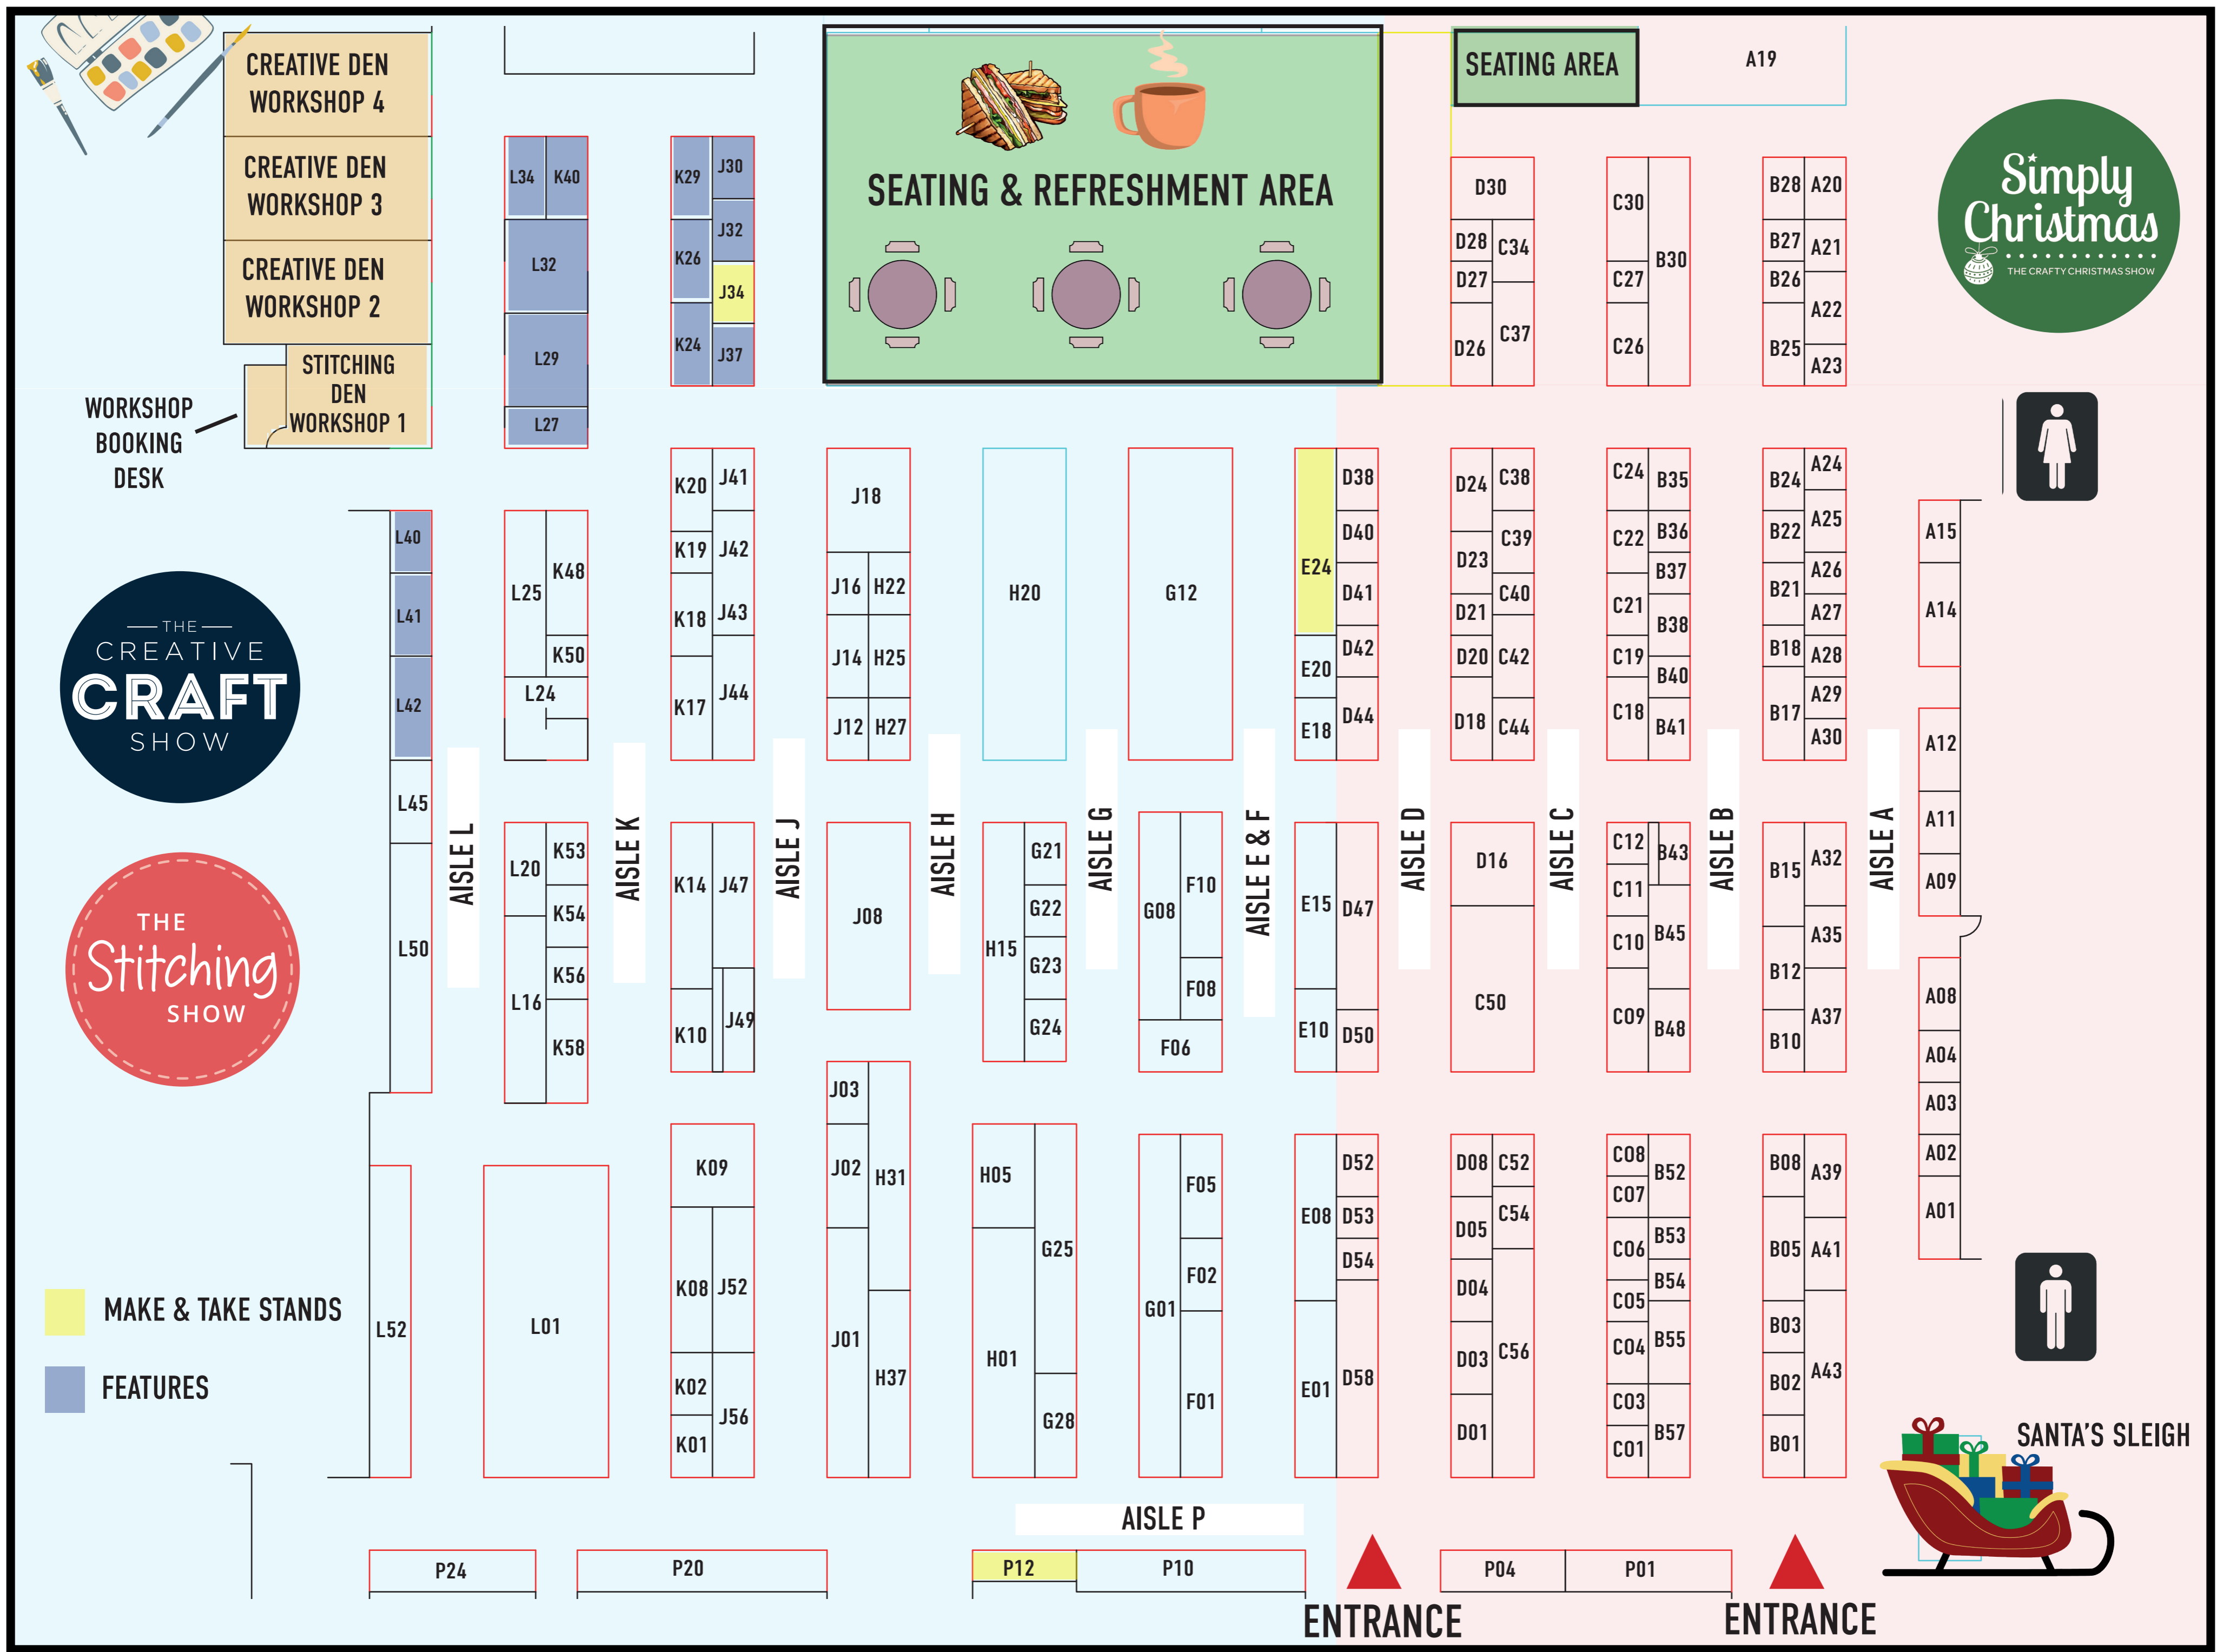 CREATIVE DEN
WORKSHOP 4
CREATIVE DEN
WORKSHOP 3
CREATIVE DEN
WORKSHOP 2
STITCHING
DEN
WORKSHOP 1
WORKSHOP
BOOKING
DESK
SEATING & REFRESHMENT AREA
SEATING AREA
A19
Simply
Christmas
THE CRAFTY CHRISTMAS SHOW
L34
K40
L32
L29
L27
K29
K26
K24
J30
J32
J34
J37
D30
D28
D27
D26
C34
C37
C30
C27
C26
B30
B28
B27
B26
B25
A20
A21
A22
A23
L40
L41
L42
L45
L50
L52
L25
K48
K50
L24
K20
K19
K18
K17
J41
J42
J43
J44
J18
J16
J14
J12
H22
H25
H27
H20
G12
E24
E20
E18
D38
D40
D41
D42
D44
D24
D23
D21
D20
D18
C38
C39
C40
C42
C44
C24
C22
C21
C19
C18
B35
B36
B37
B38
B40
B41
B24
B22
B21
B18
B17
A24
A25
A26
A27
A28
A29
A30
A15
A14
A12
A11
A09
A08
A04
A03
A02
A01
THE
CREATIVE
CRAFT
SHOW
THE
Stitching
SHOW
AISLE L
AISLE K
AISLE J
AISLE H
AISLE G
AISLE E & F
AISLE D
AISLE C
AISLE B
AISLE A
L20
L16
K53
K54
K56
K58
K14
K10
J47
J49
J08
H15
G21
G22
G23
G24
G08
F10
F08
F06
E15
E10
D47
D50
D16
C50
C12
C11
C10
C09
B43
B45
B48
B15
B12
B10
A32
A35
A37
L01
K09
K08
K02
K01
J52
J56
J03
J02
J01
H31
H37
H05
H01
G25
G28
G01
F05
F02
F01
E08
E01
D52
D53
D54
D58
D08
D05
D04
D03
D01
C52
C54
C56
C08
C07
C06
C05
C04
C03
C01
B52
B53
B54
B55
B57
B08
B05
B03
B02
B01
A39
A41
A43
MAKE & TAKE STANDS
FEATURES
SANTA'S SLEIGH
AISLE P
P24
P20
P12
P10
P04
P01
ENTRANCE
ENTRANCE